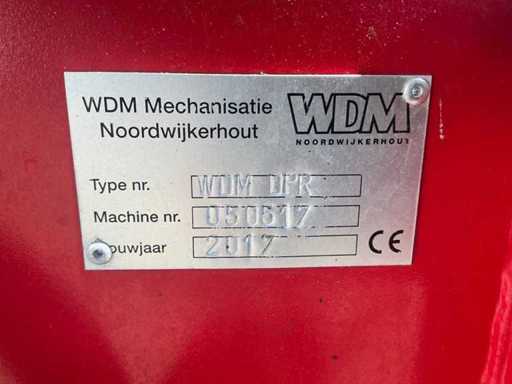 WDM Mechanisatie
Noordwijkerhout
WDM
NOORDWIJKERHOUT
Type nr. WDM DPR
Machine nr. 050617
ouwjaar 2017
CE